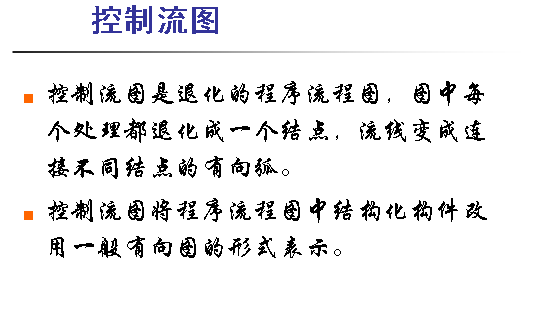 控制流图
控制流图是退化的程序流程图，图中每
个处理都退化成一个结点，流线变成连
接不同结点的有向弧。
控制流图将程序流程图中结构化构件改
用一般有向图的形式表示。